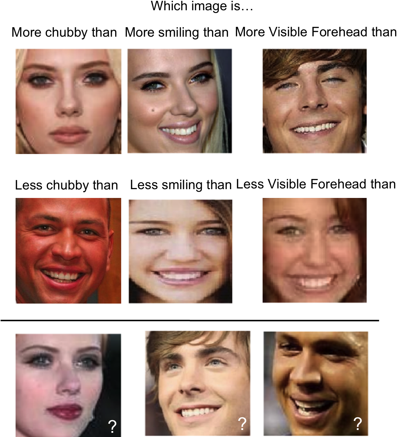 Which image is...
More chubby than More smiling than More Visible Forehead than
Less chubby than Less smiling than Less Visible Forehead than
? ? ?